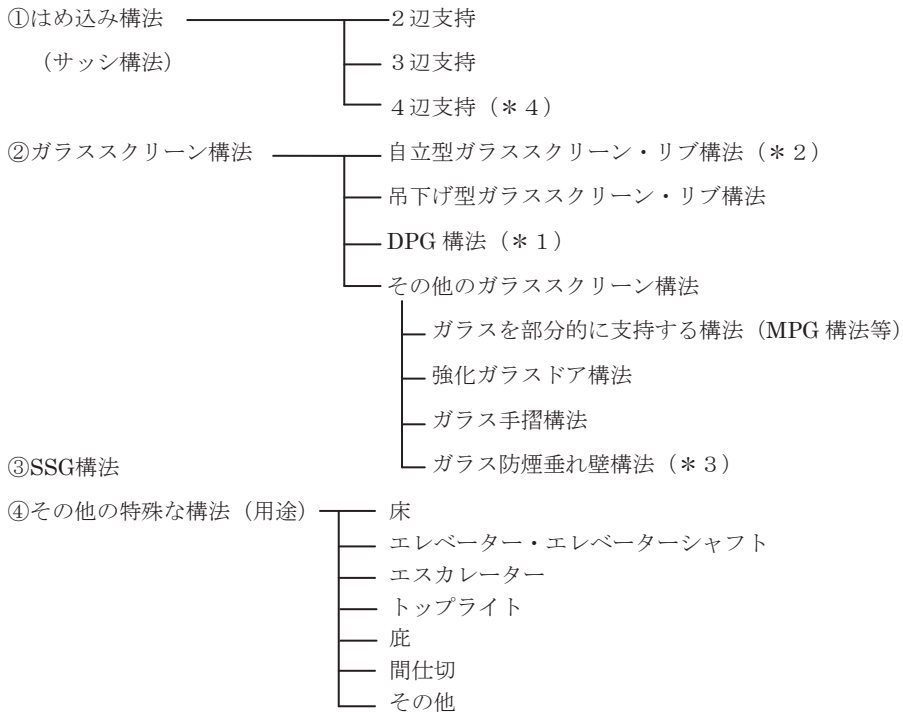 ①はめ込み構法
２辺支持
（サッシ構法）
３辺支持
４辺支持（＊４）
②ガラススクリーン構法
自立型ガラススクリーン・リブ構法（＊２）
吊下げ型ガラススクリーン・リブ構法
DPG 構法（＊１）
その他のガラススクリーン構法
ガラスを部分的に支持する構法（MPG 構法等）
強化ガラスドア構法
ガラス手摺構法
ガラス防煙垂れ壁構法（＊３）
③SSG構法
④その他の特殊な構法（用途）
床
エレベーター・エレベーターシャフト
エスカレーター
トップライト
庇
間仕切
その他